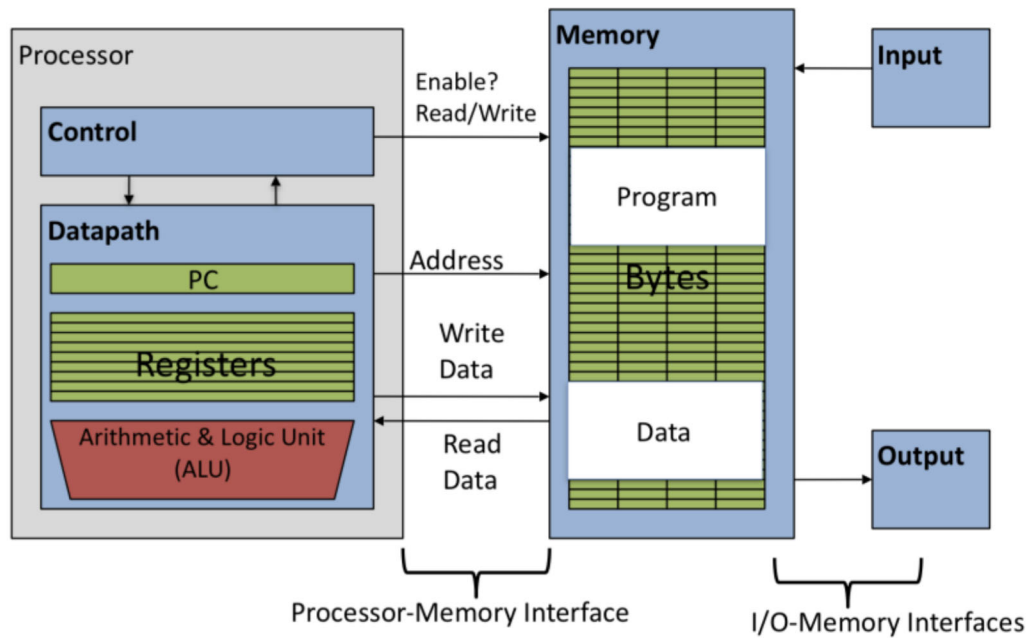 Processor
Control
Datapath
PC
Registers
Arithmetic & Logic Unit
(ALU)
Enable?
Read/Write
Address
Write
Data
Read
Data
Processor-Memory Interface
Memory
Program
Bytes
Data
Input
Output
I/O-Memory Interfaces